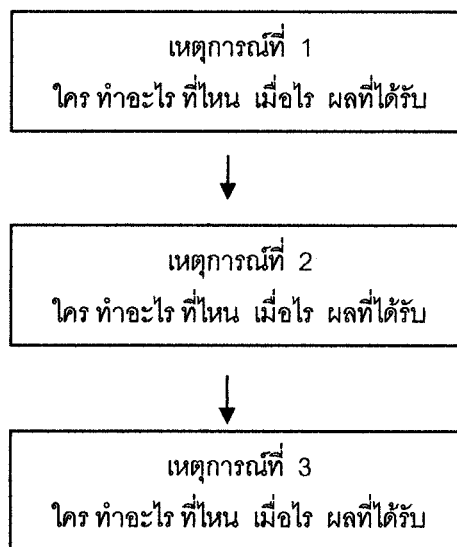 เหตุการณ์ที่ 1
ใคร ทำอะไร ที่ไหน เมื่อไร ผลที่ได้รับ
เหตุการณ์ที่ 2
ใคร ทำอะไร ที่ไหน เมื่อไร ผลที่ได้รับ
เหตุการณ์ที่ 3
ใคร ทำอะไร ที่ไหน เมื่อไร ผลที่ได้รับ